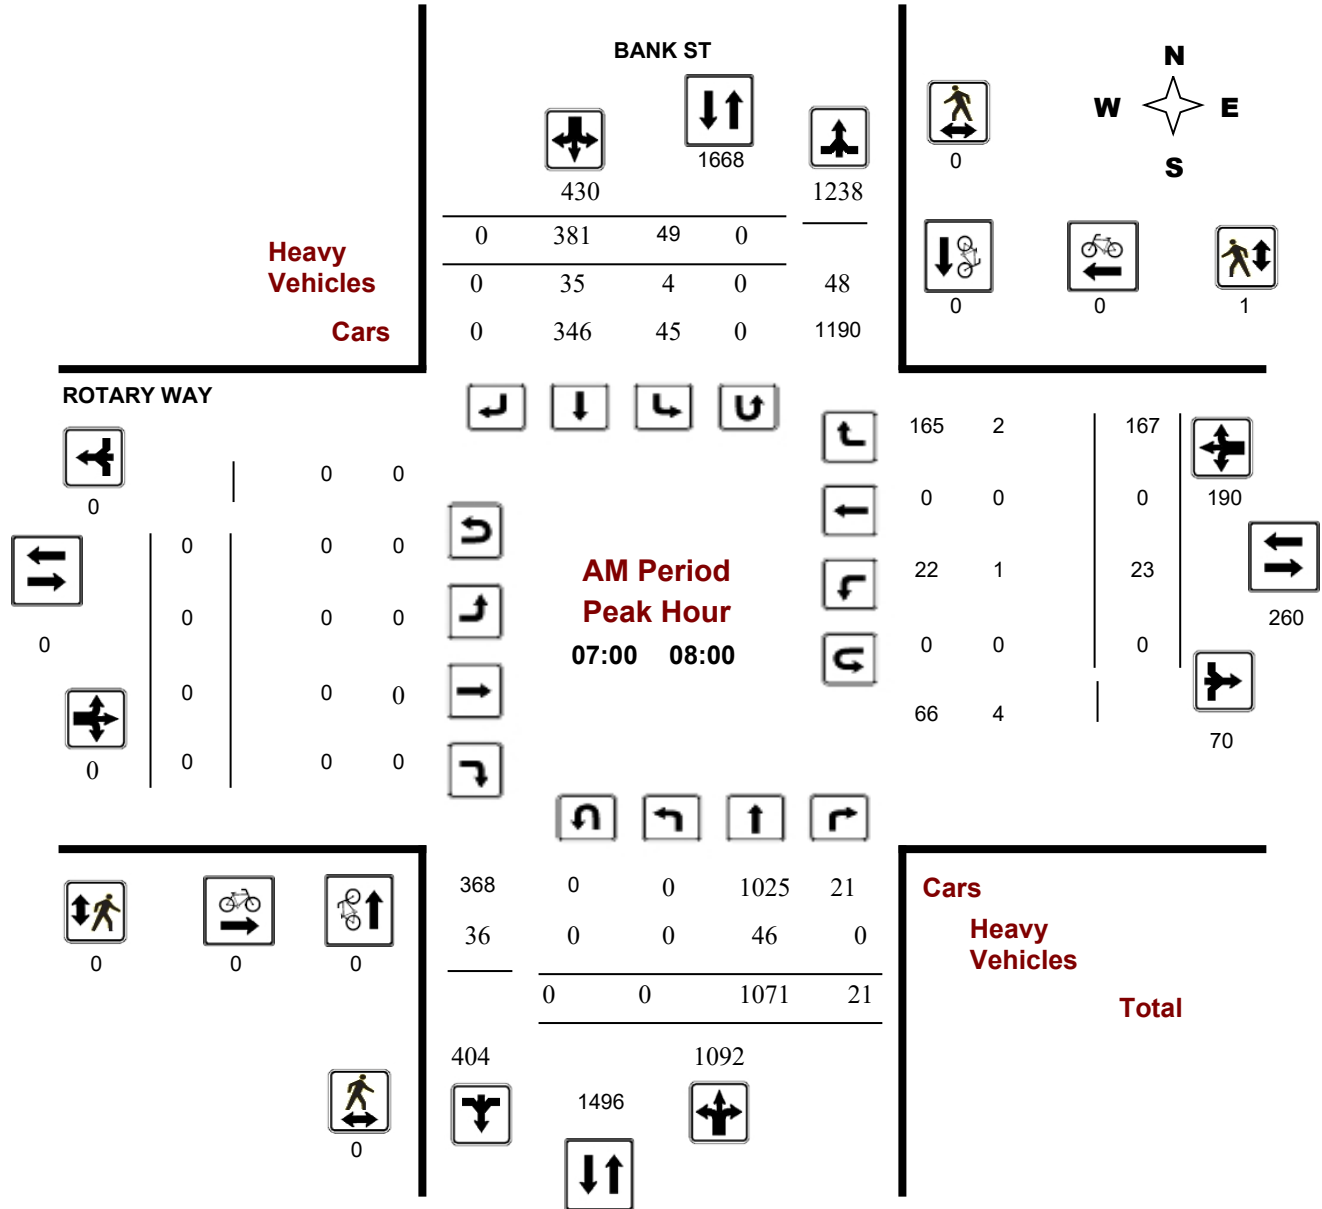 BANK ST
N
W E
S
1668
0
430 1238
0 381 49 0
Heavy
Vehicles
0 35 4 0 48
0 0 1
Cars
0 346 45 0 1190
ROTARY WAY
165 2 167
0 0
0
0 0 0
190
0 0 0
AM Period
22 1 23
Peak Hour
0 0 0
260
0
07:00 08:00
0 0 0
0 0 0
66 4
70
0
0 0 0
368 0 0 1025 21
Cars
36 0 0 46 0
Heavy
Vehicles
0 0 0
0 0 1071 21
Total
404 1092
1496
0